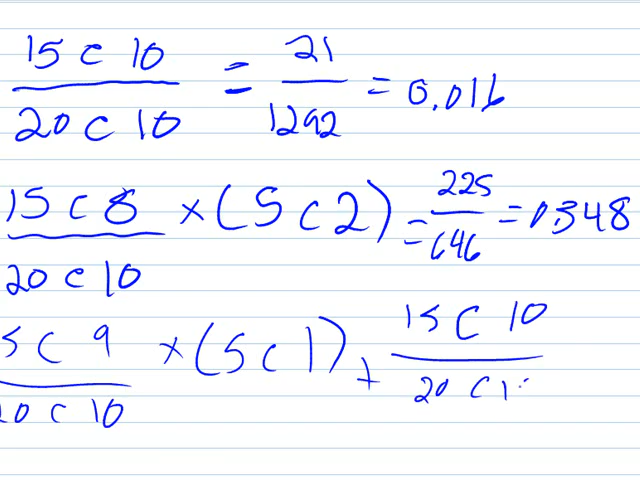 15 C 10 / 20 C 10 = 21 / 1292 = 0.016
15 C 8 / 20 C 10 × (5 C 2) = 225 / 646 = 0.348
5 C 9 / 20 C 10 × (5 C 1) + 15 C 10 / 20 C 1